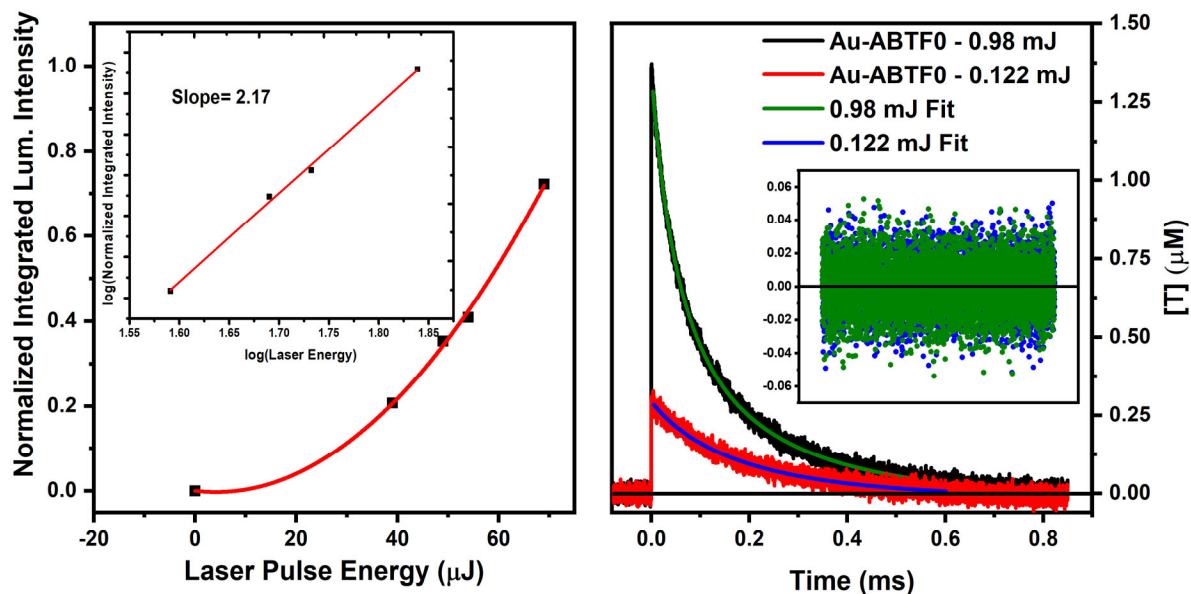 Normalized Integrated Lum. Intensity
1.0
0.8
0.6
0.4
0.2
0.0
-20 0 20 40 60 80
Laser Pulse Energy (μJ)
log(Normalized Integrated Intensity)
Slope= 2.17
1.55 1.60 1.65 1.70 1.75 1.80 1.85
log(Laser Energy)
Au-ABTF0 - 0.98 mJ
Au-ABTF0 - 0.122 mJ
0.98 mJ Fit
0.122 mJ Fit
0.06
0.04
0.02
0.00
-0.02
-0.04
-0.06
1.50
1.25
1.00
0.75
0.50
0.25
0.00
[T] (μM)
0.0 0.2 0.4 0.6 0.8
Time (ms)